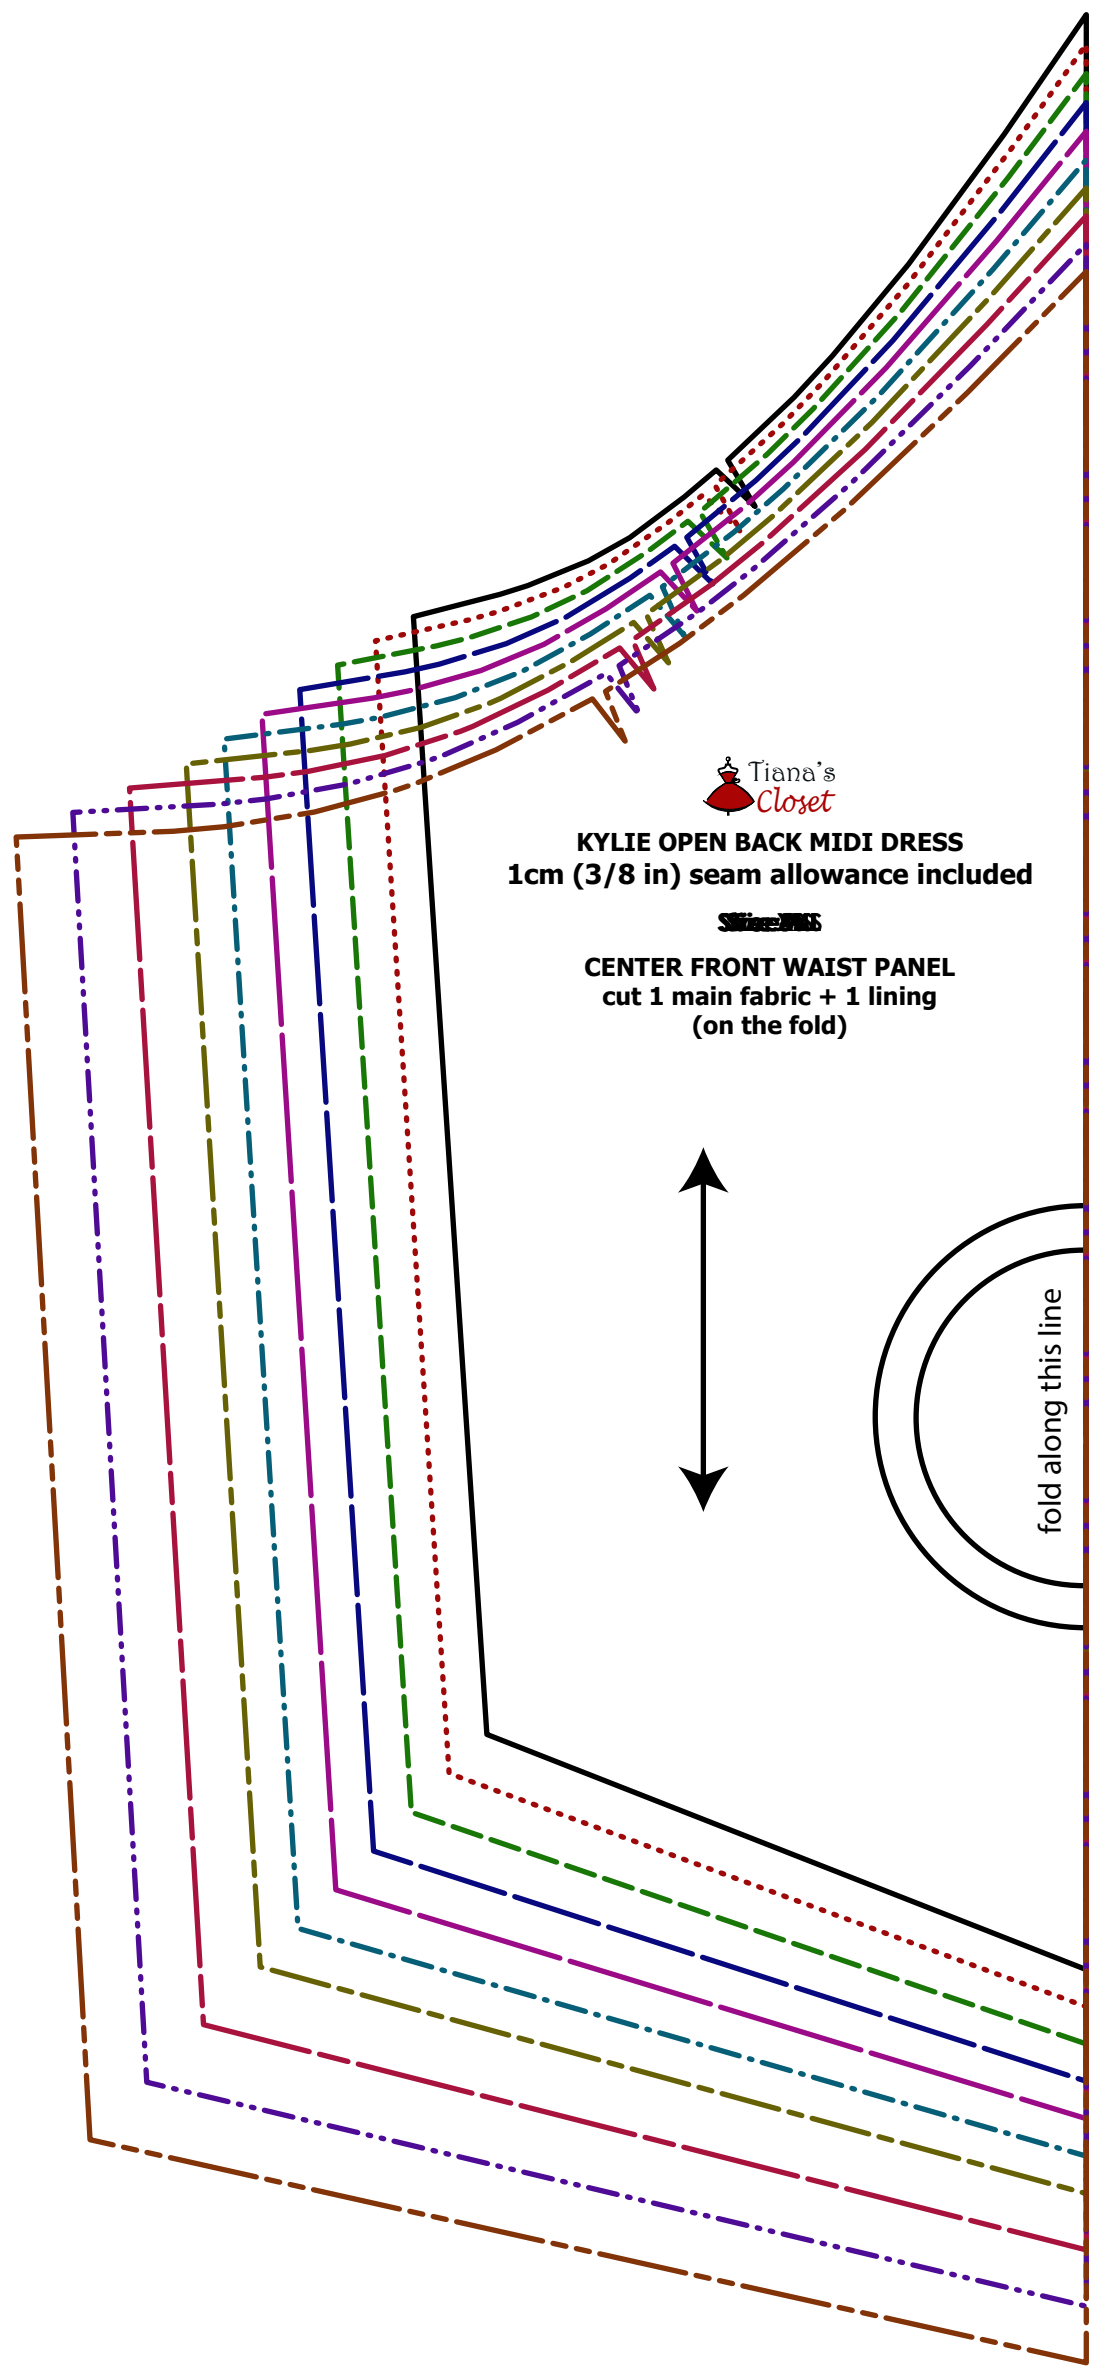 Tiana's
Closet
KYLIE OPEN BACK MIDI DRESS
1cm (3/8 in) seam allowance included
CENTER FRONT WAIST PANEL
cut 1 main fabric + 1 lining
(on the fold)
fold along this line